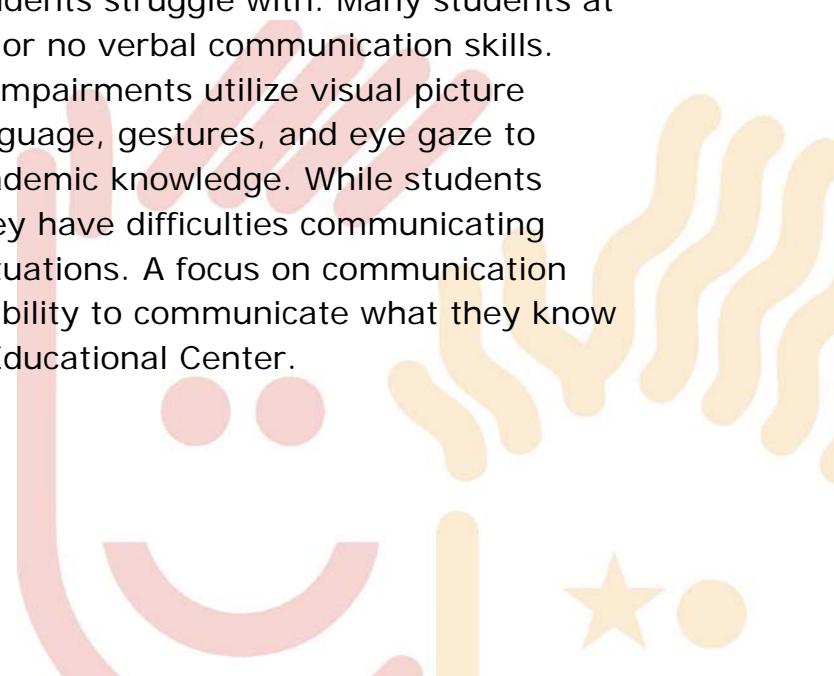 udents struggle with. Many students at
or no verbal communication skills.
mpairments utilize visual picture
guage, gestures, and eye gaze to
demic knowledge. While students
ey have difficulties communicating
tuations. A focus on communication
bility to communicate what they know
Educational Center.